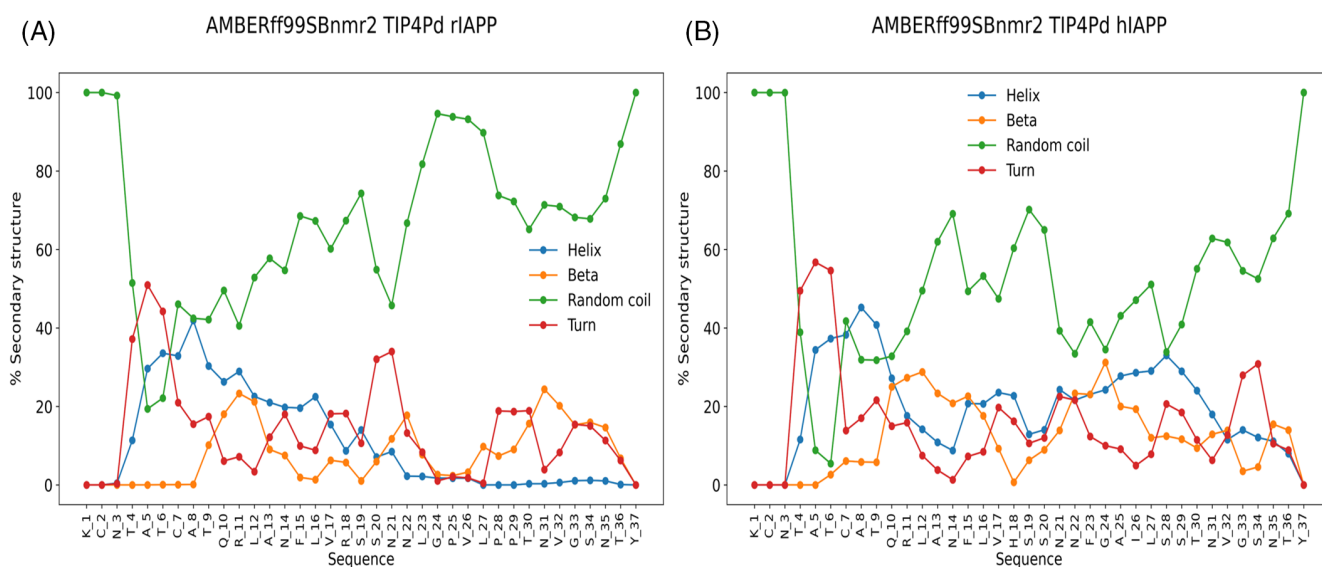 (A)
AMBERff99SBnmr2 TIP4Pd rIAPP
% Secondary structure
100
80
60
40
20
0
Helix
Beta
Random coil
Turn
K_1
C_2
N_3
T_4
A_5
T_6
C_7
A_8
T_9
Q_10
R_11
L_12
A_13
N_14
F_15
L_16
V_17
R_18
S_19
S_20
N_21
N_22
L_23
G_24
P_25
V_26
L_27
P_28
P_29
T_30
N_31
V_32
G_33
S_34
N_35
T_36
Y_37
Sequence
(B)
AMBERff99SBnmr2 TIP4Pd hIAPP
% Secondary structure
100
80
60
40
20
0
Helix
Beta
Random coil
Turn
K_1
C_2
N_3
T_4
A_5
T_6
C_7
A_8
T_9
Q_10
R_11
L_12
A_13
N_14
F_15
L_16
V_17
H_18
S_19
S_20
N_21
N_22
F_23
G_24
A_25
I_26
L_27
S_28
S_29
T_30
N_31
V_32
G_33
S_34
N_35
T_36
Y_37
Sequence